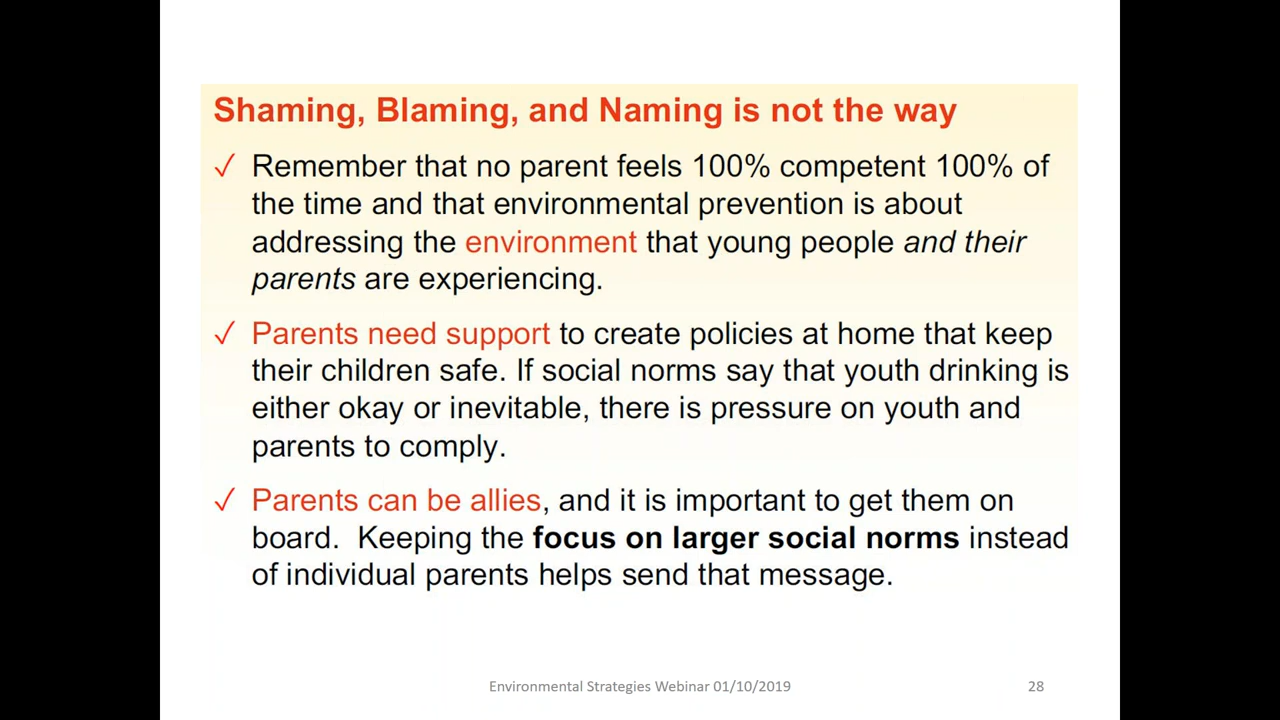 Shaming, Blaming, and Naming is not the way
✓ Remember that no parent feels 100% competent 100% of
the time and that environmental prevention is about
addressing the environment that young people and their
parents are experiencing.
✓ Parents need support to create policies at home that keep
their children safe. If social norms say that youth drinking is
either okay or inevitable, there is pressure on youth and
parents to comply.
✓ Parents can be allies, and it is important to get them on
board.  Keeping the focus on larger social norms instead
of individual parents helps send that message.
Environmental Strategies Webinar 01/10/2019
28